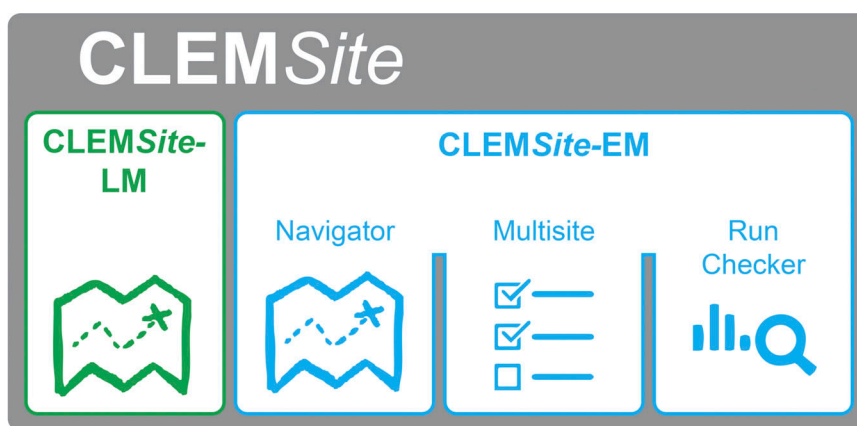 CLEMSite
CLEMSite-
LM
CLEMSite-EM
Navigator
Multisite
Run
Checker